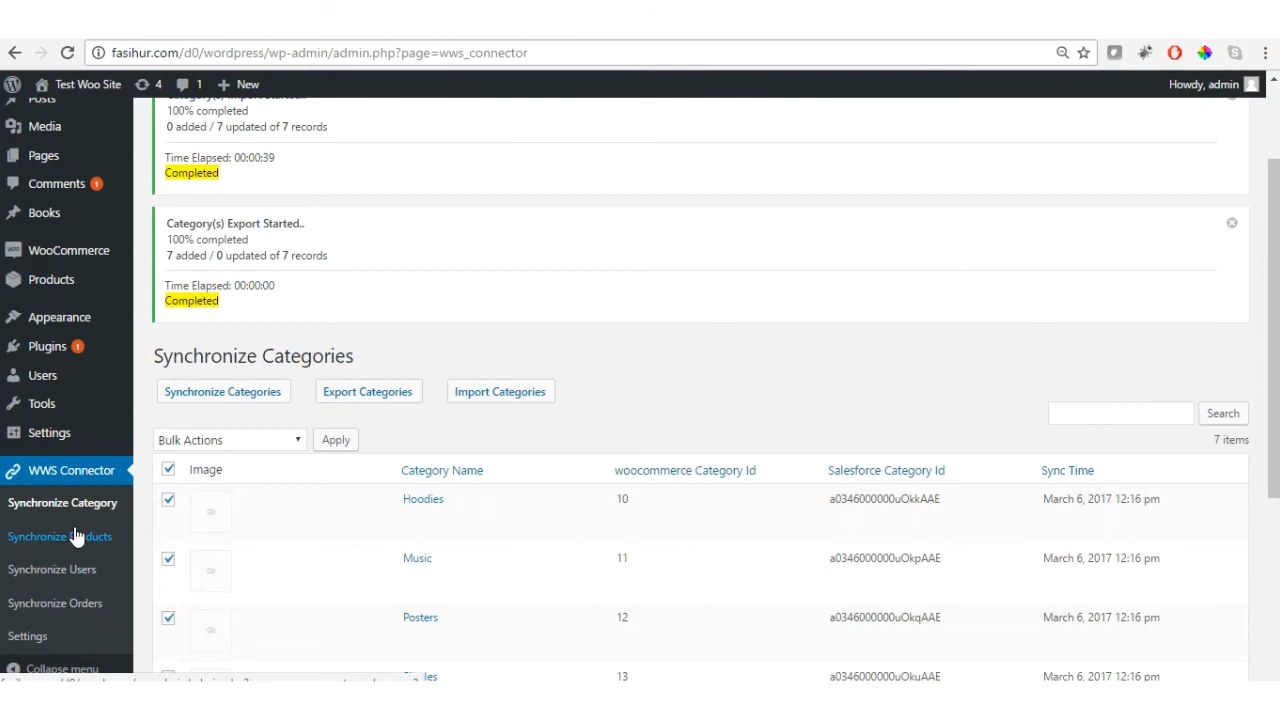 fasihur.com/d0/wordpress/wp-admin/admin.php?page=wws_connector
Test Woo Site 4 1 New
Howdy, admin
Posts
Media
Pages
Comments 1
Books
WooCommerce
Products
Appearance
Plugins 1
Users
Tools
Settings
WWS Connector
Synchronize Category
Synchronize
Synchronize Users
Synchronize Orders
Settings
Collapse menu
100% completed
0 added / 7 updated of 7 records
Time Elapsed: 00:00:39
Completed
Category(s) Export Started..
100% completed
7 added / 0 updated of 7 records
Time Elapsed: 00:00:00
Completed
Synchronize Categories
Synchronize Categories Export Categories Import Categories
Search
Bulk Actions Apply
7 items
Image Category Name woocommerce Category Id Salesforce Category Id Sync Time
Hoodies 10 a0346000000uOkkAAE March 6, 2017 12:16 pm
Music 11 a0346000000uOkpAAE March 6, 2017 12:16 pm
Posters 12 a0346000000uOkqAAE March 6, 2017 12:16 pm
13 a0346000000uOkuAAE March 6, 2017 12:16 pm